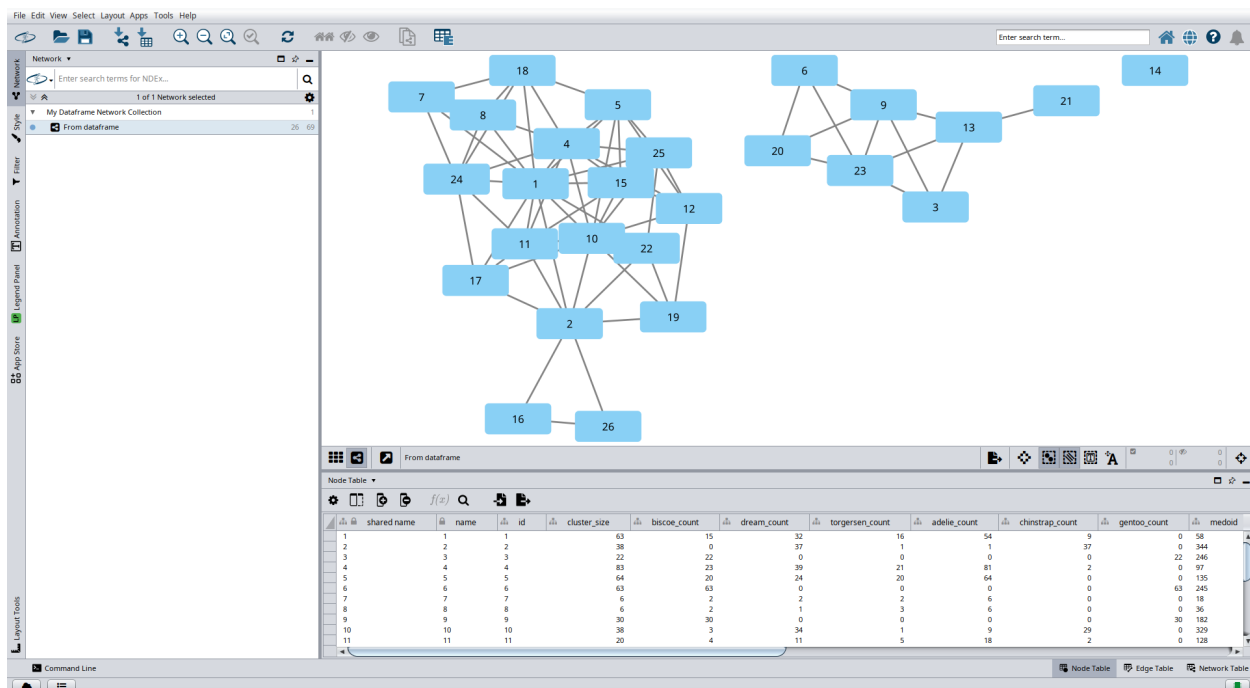 File Edit View Select Layout Apps Tools Help
Enter search term...
Network
Style
Filter
Annotation
Legend Panel
LP
App Store
Layout Tools
Network ▾
Enter search terms for NDEx...
1 of 1 Network selected
My Dataframe Network Collection 1
From dataframe 26 69
18
7
5
8
4
25
24
1
15
12
11
10
22
17
2
19
16
26
6
14
9
21
13
20
23
3
From dataframe
A
0 0
0 0
Node Table ▾
f(x)
shared name name id cluster_size biscoe_count dream_count torgersen_count adelie_count chinstrap_count gentoo_count medoid
1 1 1 63 15 32 16 54 9 0 58
2 2 2 38 0 37 1 1 37 0 344
3 3 3 22 22 0 0 0 0 22 246
4 4 4 83 23 39 21 81 2 0 97
5 5 5 64 20 24 20 64 0 0 135
6 6 6 63 63 0 0 0 0 63 245
7 7 7 6 2 2 2 6 0 0 18
8 8 8 6 2 1 3 6 0 0 36
9 9 9 30 30 0 0 0 0 30 182
10 10 10 38 3 34 1 9 29 0 329
11 11 11 20 4 11 5 18 2 0 128
Command Line
Node Table Edge Table Network Table